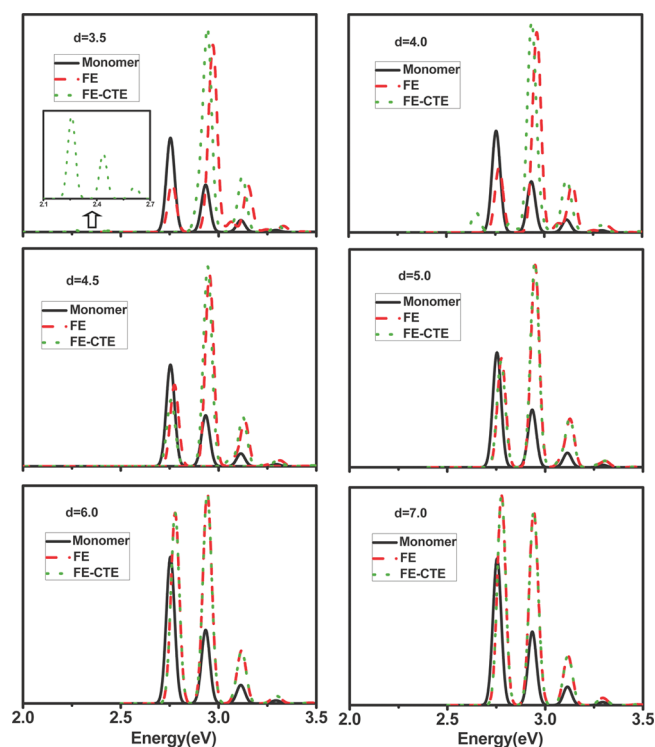 d=3.5
Monomer
FE
FE-CTE
2.1 2.4 2.7
d=4.0
Monomer
FE
FE-CTE
d=4.5
Monomer
FE
FE-CTE
d=5.0
Monomer
FE
FE-CTE
d=6.0
Monomer
FE
FE-CTE
d=7.0
Monomer
FE
FE-CTE
2.0 2.5 3.0 3.5
Energy(eV)
2.0 2.5 3.0 3.5
Energy(eV)